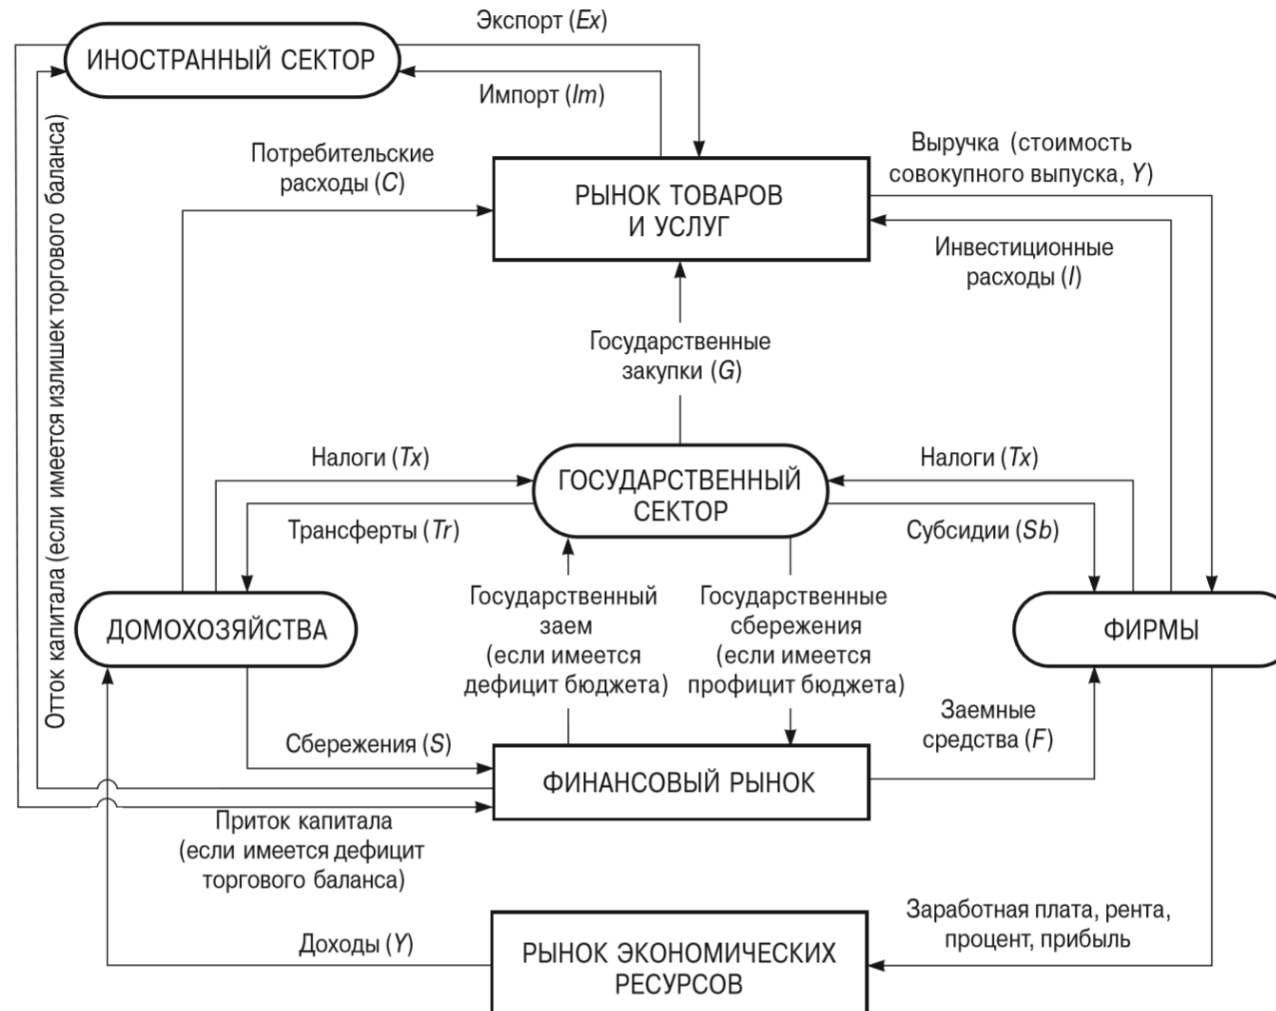 Экспорт (Ex)
ИНОСТРАННЫЙ СЕКТОР
Импорт (Im)
Отток капитала (если имеется излишек торгового баланса)
Потребительские
расходы (C)
РЫНОК ТОВАРОВ
И УСЛУГ
Выручка (стоимость
совокупного выпуска, Y)
Инвестиционные
расходы (I)
Государственные
закупки (G)
Налоги (Tx)
ГОСУДАРСТВЕННЫЙ
СЕКТОР
Налоги (Tx)
Трансферты (Tr)
Субсидии (Sb)
ДОМОХОЗЯЙСТВА
Государственный
заем
(если имеется
дефицит бюджета)
Государственные
сбережения
(если имеется
профицит бюджета)
ФИРМЫ
Сбережения (S)
ФИНАНСОВЫЙ РЫНОК
Заемные
средства (F)
Приток капитала
(если имеется дефицит
торгового баланса)
Доходы (Y)
РЫНОК ЭКОНОМИЧЕСКИХ
РЕСУРСОВ
Заработная плата, рента,
процент, прибыль